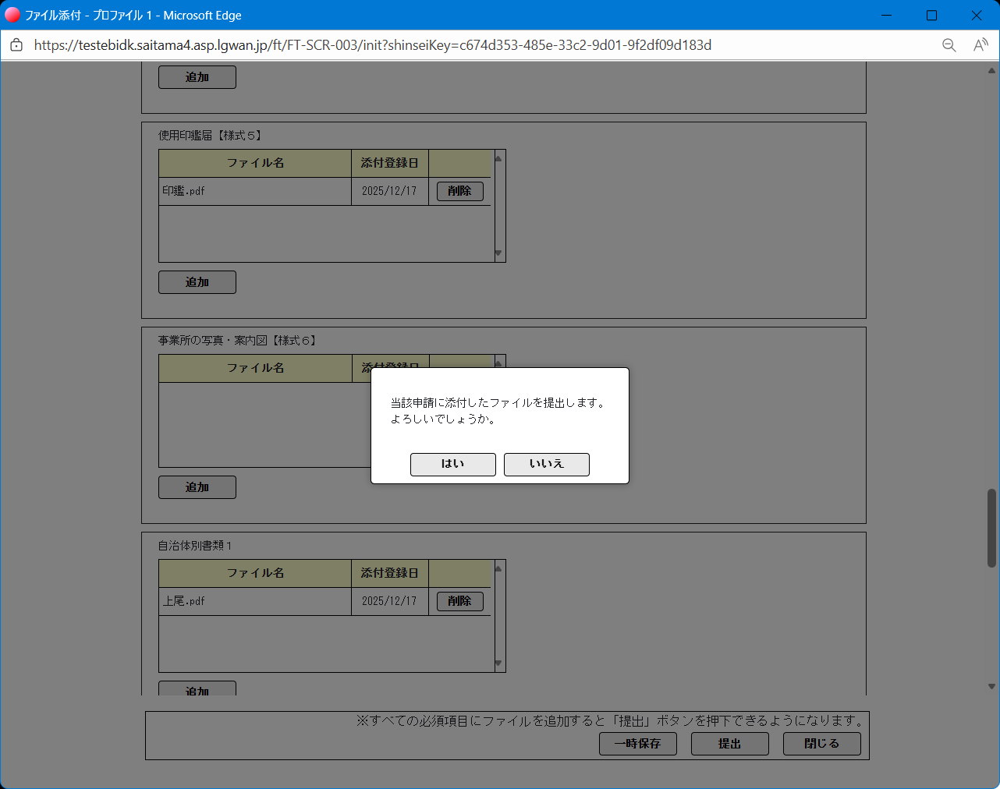 ファイル添付 - プロファイル 1 - Microsoft Edge
https://testebidk.saitama4.asp.lgwan.jp/ft/FT-SCR-003/init?shinseiKey=c674d353-485e-33c2-9d01-9f2df09d183d
追加
使用印鑑届【様式５】
ファイル名 添付登録日
印鑑.pdf 2025/12/17 削除
追加
事業所の写真・案内図【様式６】
ファイル名 添付登録日
当該申請に添付したファイルを提出します。
よろしいでしょうか。
はい いいえ
追加
自治体別書類１
ファイル名 添付登録日
上尾.pdf 2025/12/17 削除
追加
※すべての必須項目にファイルを追加すると「提出」ボタンを押下できるようになります。
一時保存 提出 閉じる